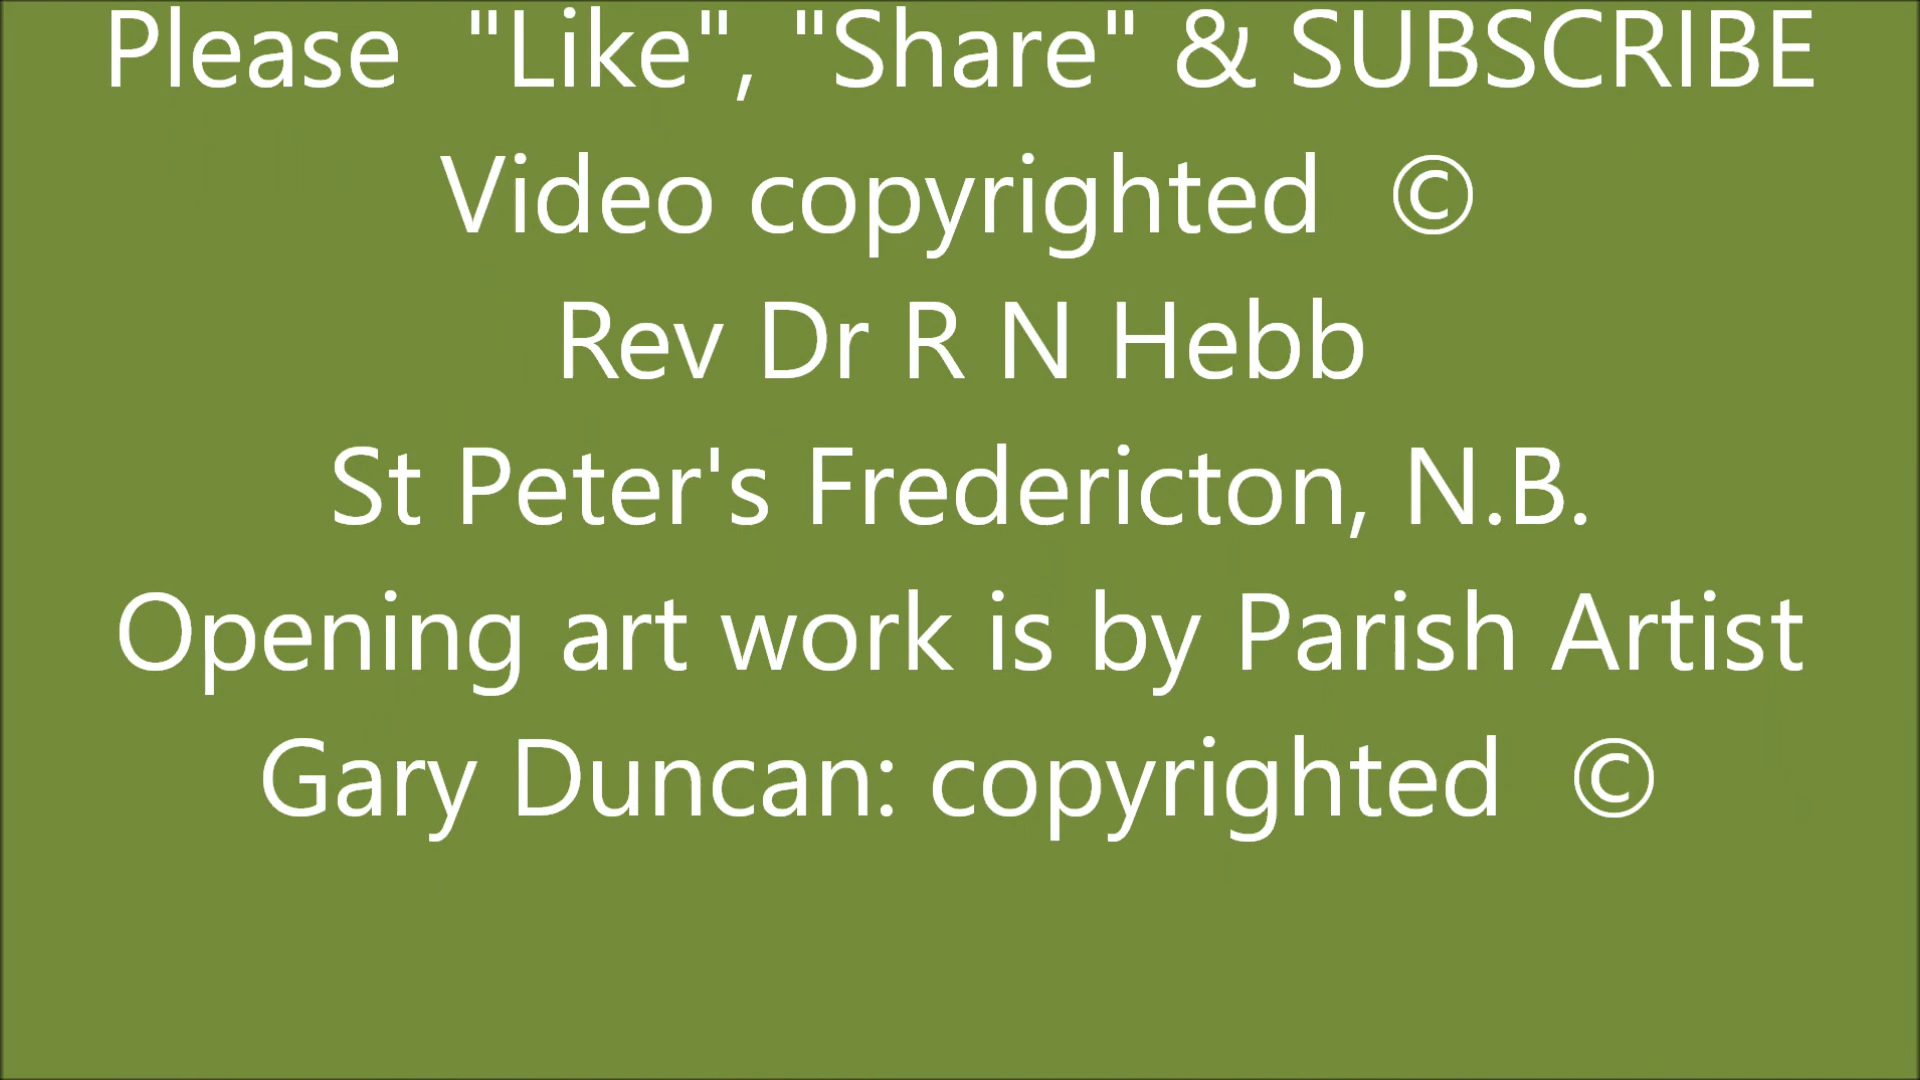 Please  "Like", "Share" & SUBSCRIBE
Video copyrighted  ©
Rev Dr R N Hebb
St Peter's Fredericton, N.B.
Opening art work is by Parish Artist
Gary Duncan: copyrighted  ©